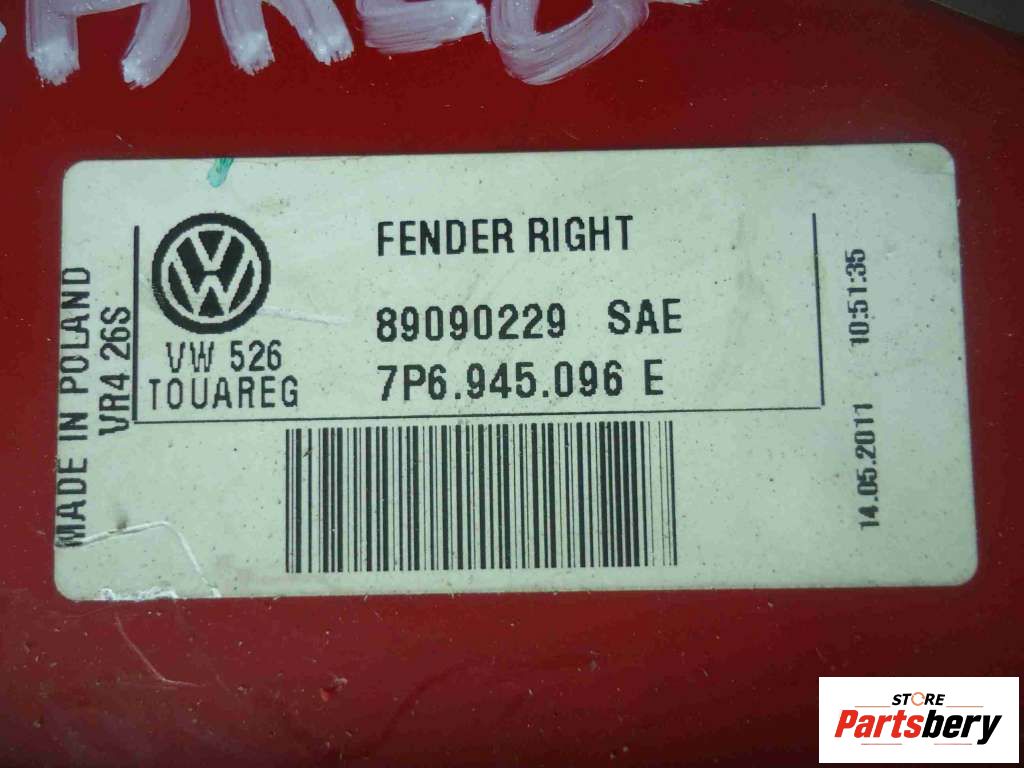 FENDER RIGHT
89090229 SAE
7P6.945.096 E
VW 526
TOUAREG
MADE IN POLAND
VR4 26S
14.05.2011 10:51:35
STORE
Partsbery